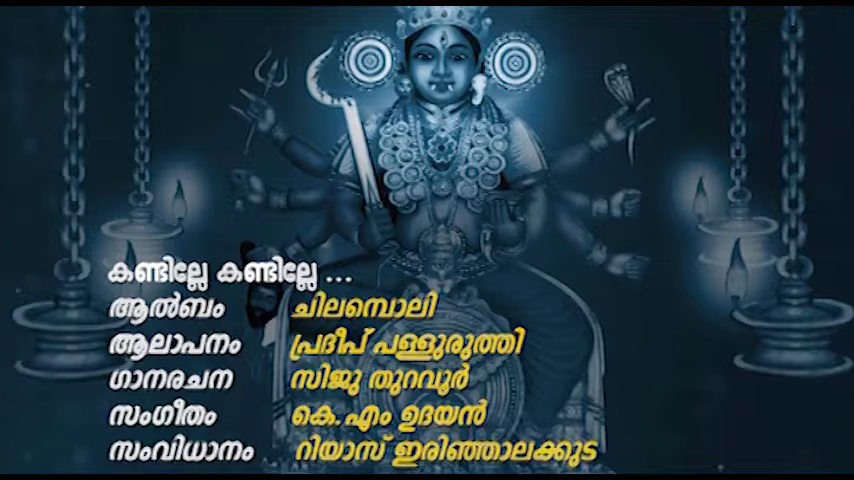 കണ്ടില്ലേ കണ്ടില്ലേ ...
ആൽബം ചിലമ്പൊലി
ആലാപനം പ്രദീപ് പള്ളുരുത്തി
ഗാനരചന സിജു തുറവൂർ
സംഗീതം കെ.എം ഉദയൻ
സംവിധാനം റിയാസ് ഇരിഞ്ഞാലക്കുട